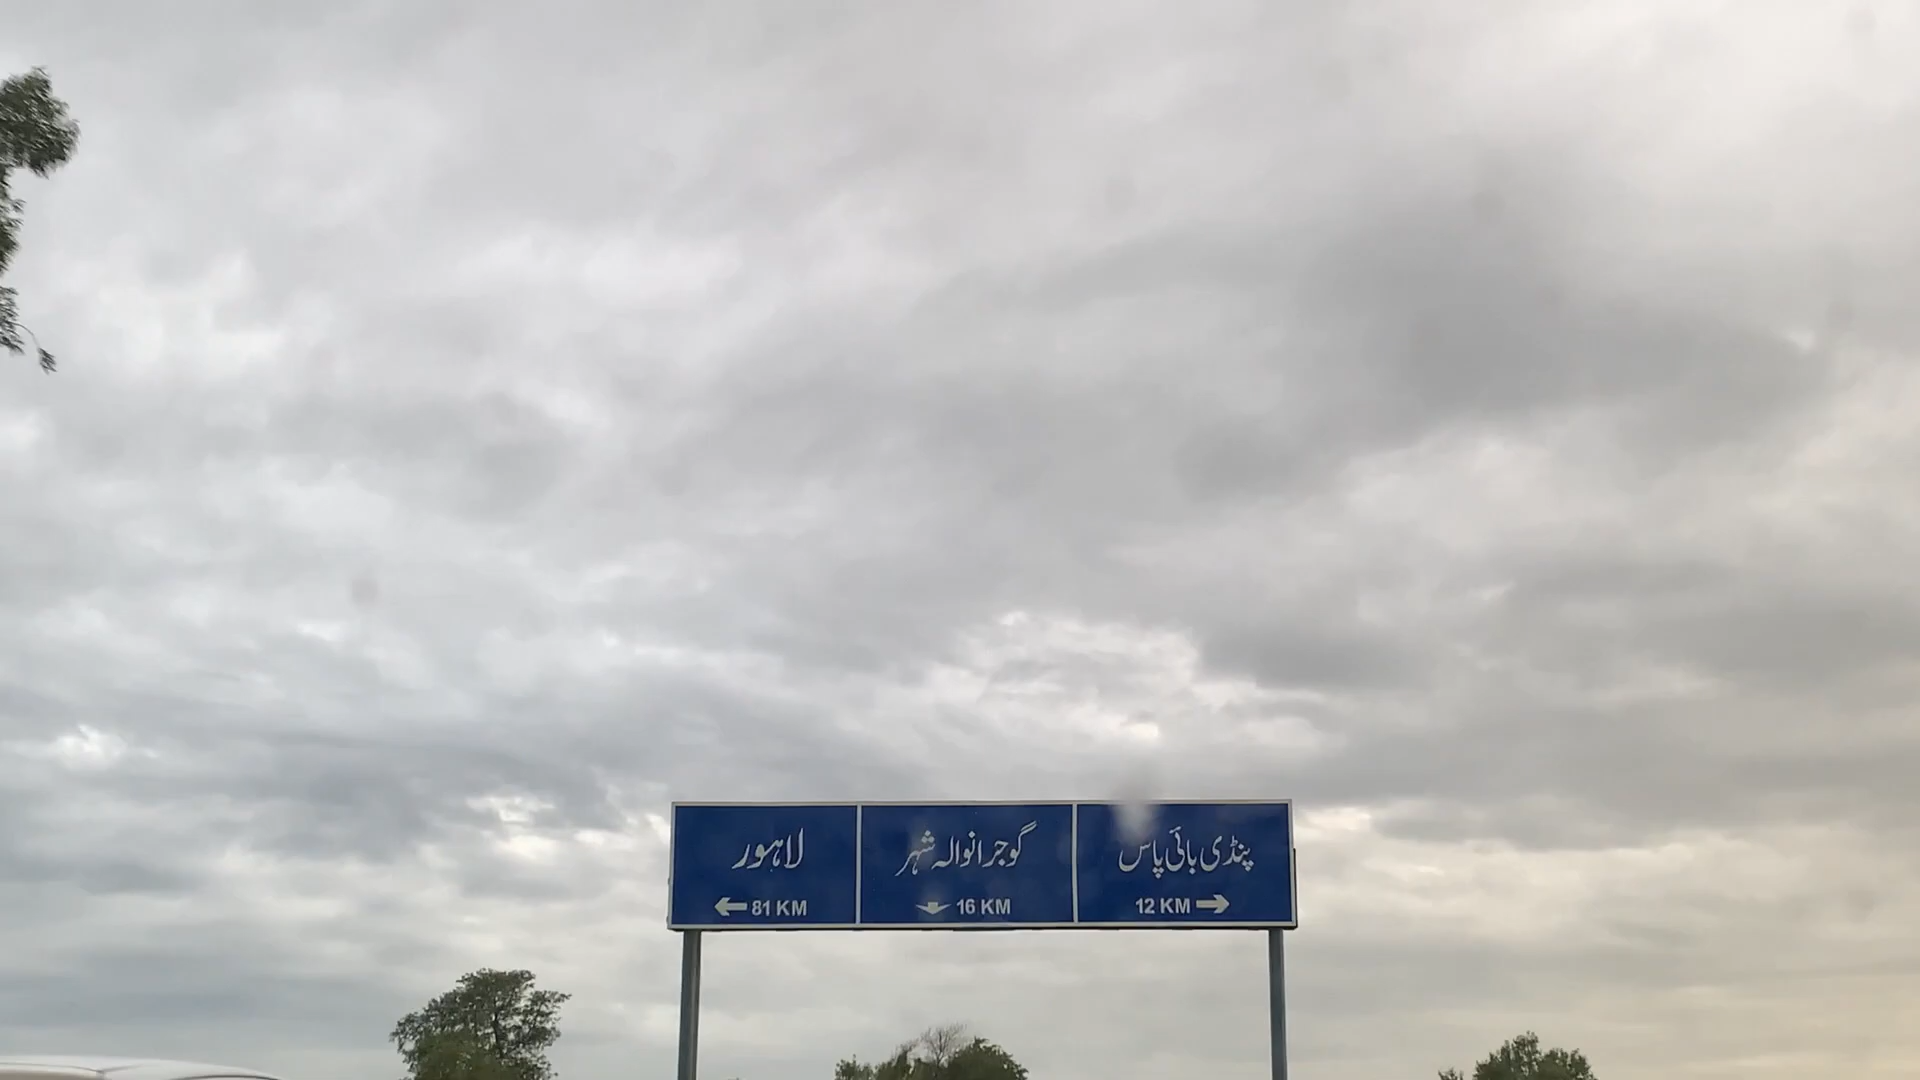 لاہور
← 81 KM
گوجرانوالہ شہر
↓ 16 KM
پنڈی بائی پاس
12 KM →